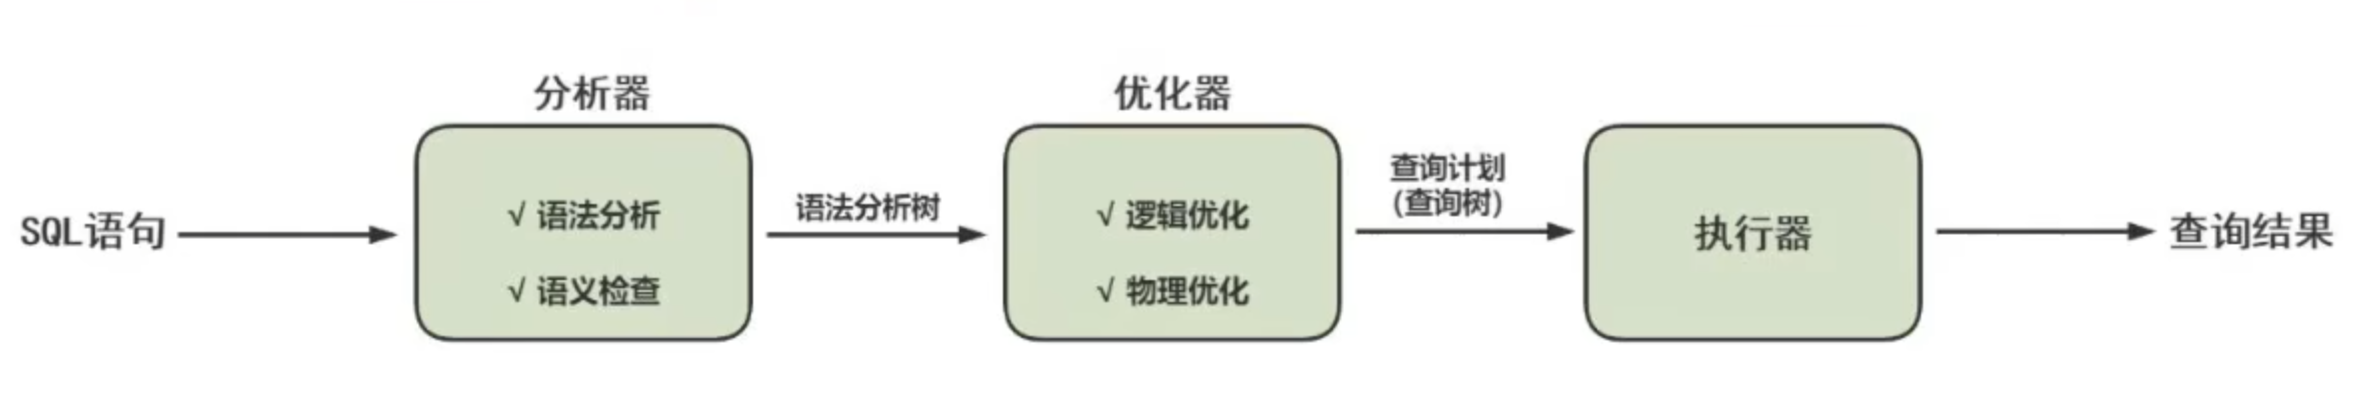 SQL语句
分析器
√ 语法分析
√ 语义检查
语法分析树
优化器
√ 逻辑优化
√ 物理优化
查询计划
(查询树)
执行器
查询结果